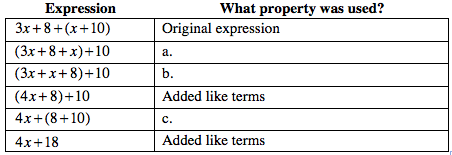 Expression What property was used?
3x+8+(x+10) Original expression
(3x+8+x)+10 a.
(3x+x+8)+10 b.
(4x+8)+10 Added like terms
4x+(8+10) c.
4x+18 Added like terms